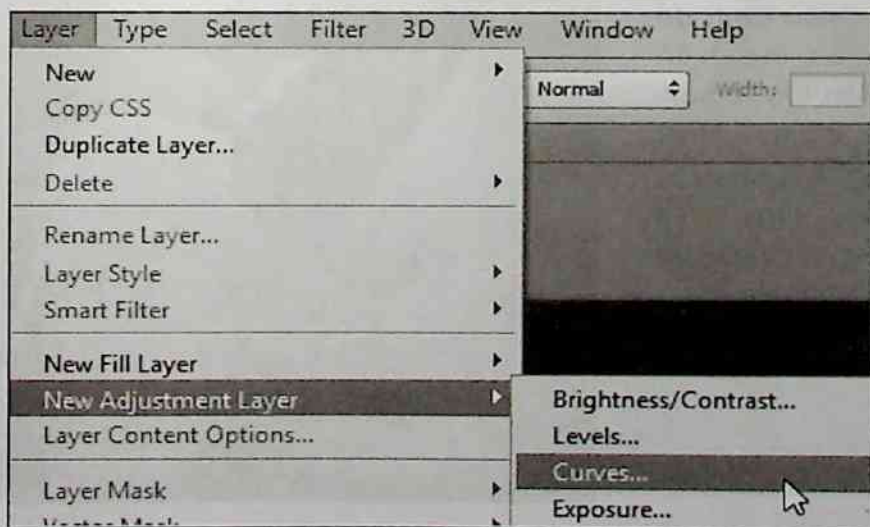 Layer Type Select Filter 3D View Window Help
New
Copy CSS
Duplicate Layer...
Delete
Rename Layer...
Layer Style
Smart Filter
New Fill Layer
New Adjustment Layer
Layer Content Options...
Layer Mask
Normal Width:
Brightness/Contrast...
Levels...
Curves...
Exposure...